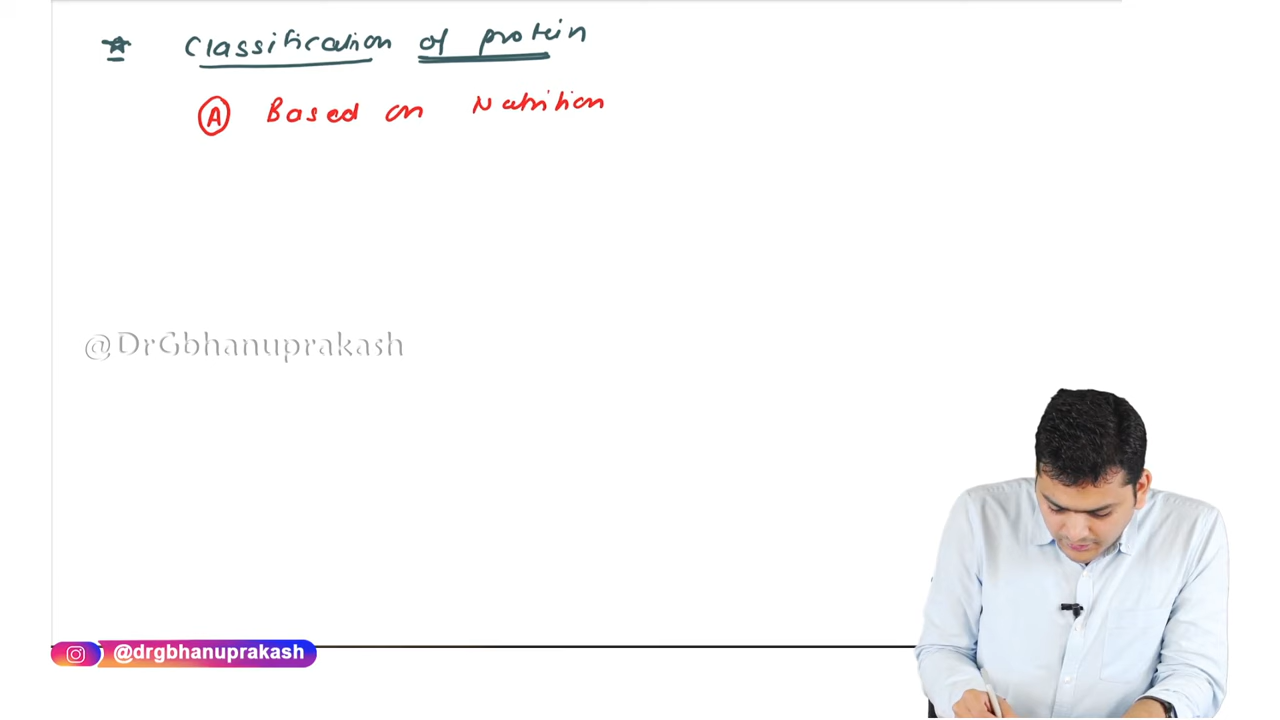 Classification of protein
A Based on Nutrition
@DrGbhanuprakash
@drgbhanuprakash